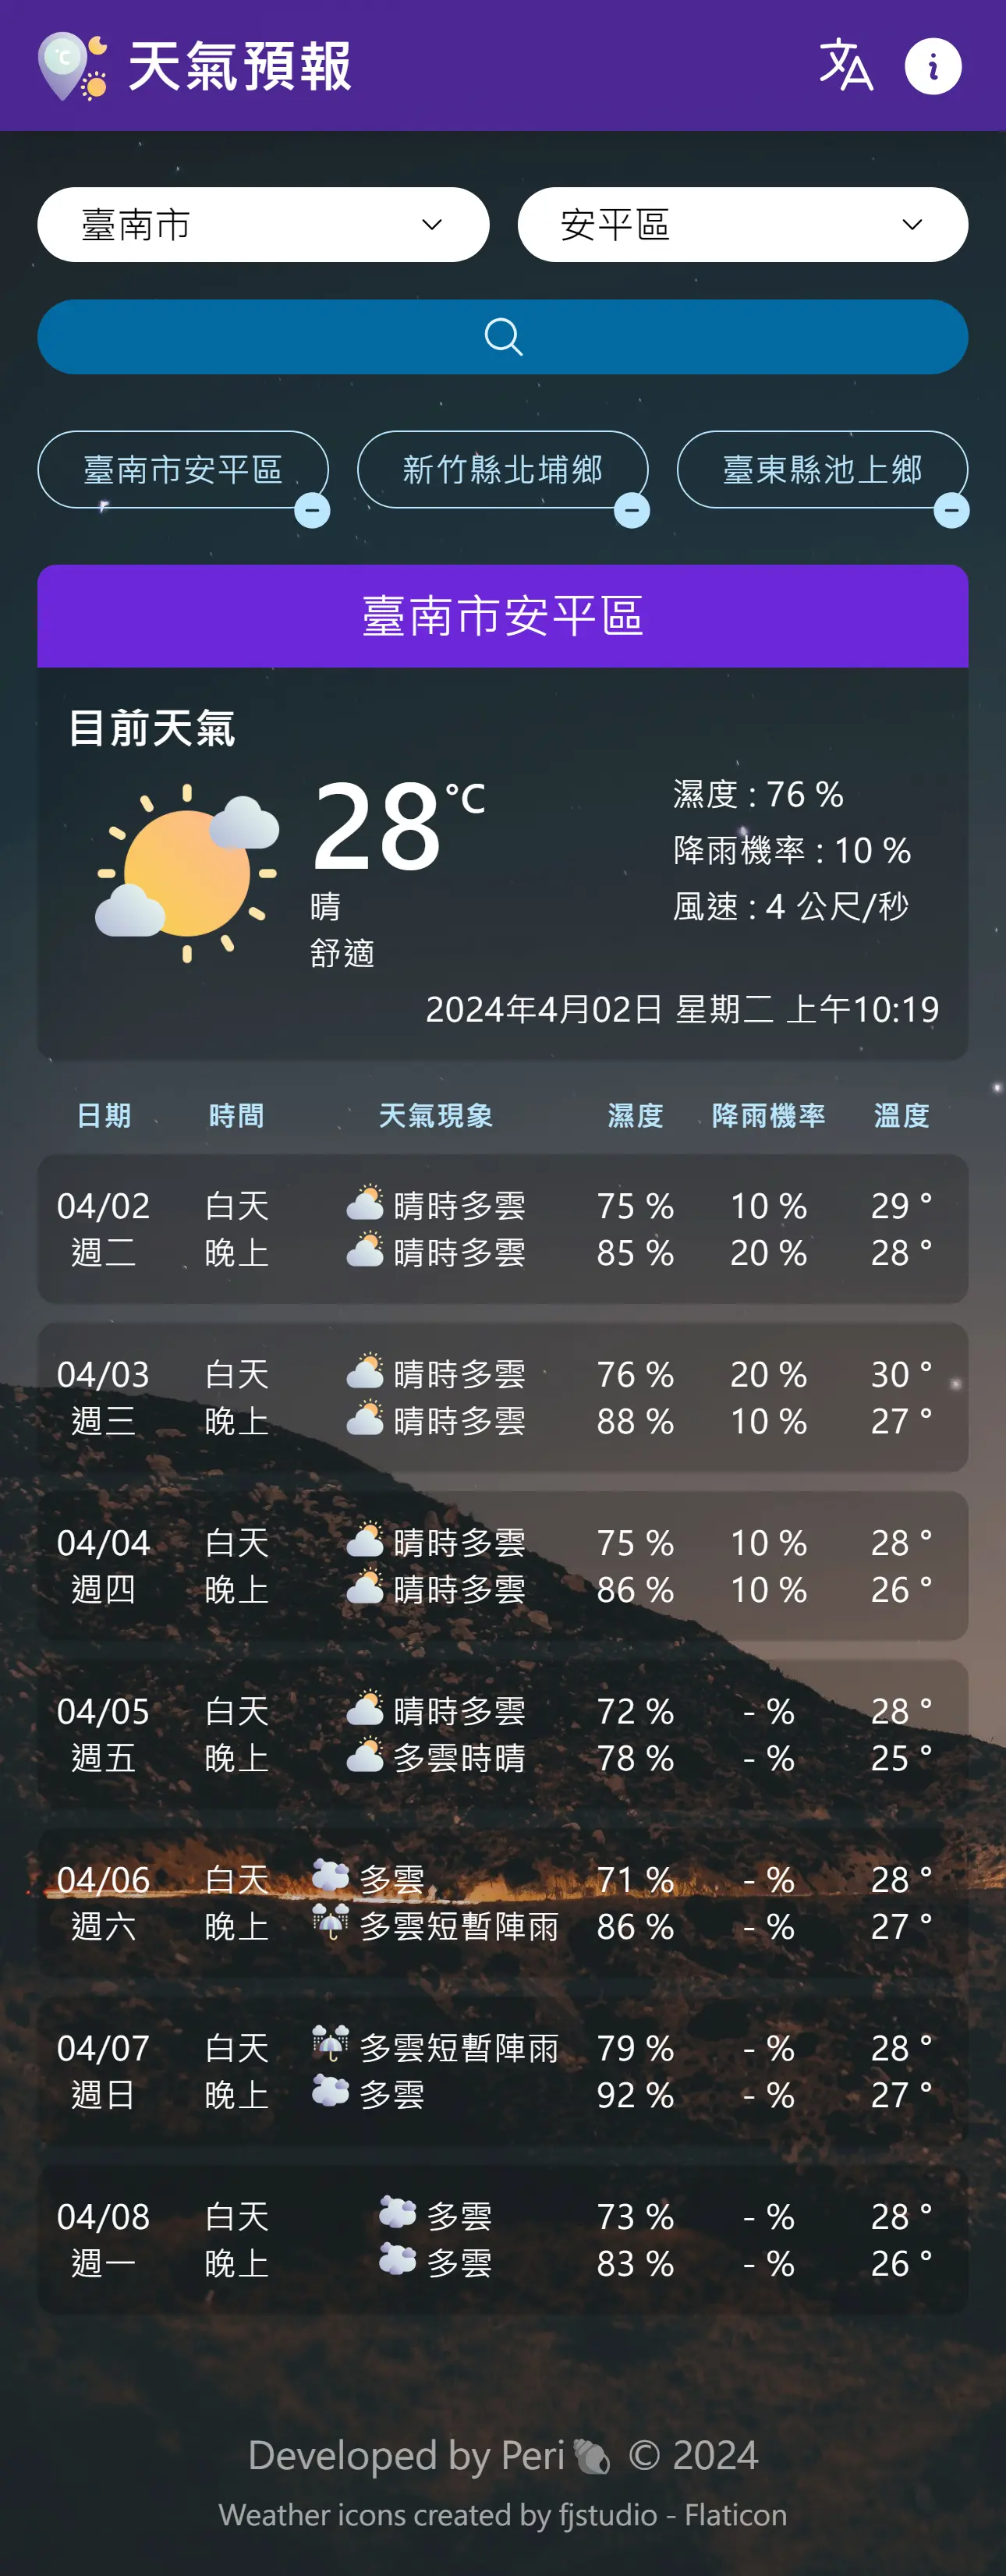 °C 天氣預報
臺南市 安平區
臺南市安平區 新竹縣北埔鄉 臺東縣池上鄉
臺南市安平區
目前天氣
28 °C
晴
舒適
濕度 : 76 %
降雨機率 : 10 %
風速 : 4 公尺/秒
2024年4月02日 星期二 上午10:19
日期 時間 天氣現象 濕度 降雨機率 溫度
04/02 白天 晴時多雲 75 % 10 % 29 °
週二 晚上 晴時多雲 85 % 20 % 28 °
04/03 白天 晴時多雲 76 % 20 % 30 °
週三 晚上 晴時多雲 88 % 10 % 27 °
04/04 白天 晴時多雲 75 % 10 % 28 °
週四 晚上 晴時多雲 86 % 10 % 26 °
04/05 白天 晴時多雲 72 % - % 28 °
週五 晚上 多雲時晴 78 % - % 25 °
04/06 白天 多雲 71 % - % 28 °
週六 晚上 多雲短暫陣雨 86 % - % 27 °
04/07 白天 多雲短暫陣雨 79 % - % 28 °
週日 晚上 多雲 92 % - % 27 °
04/08 白天 多雲 73 % - % 28 °
週一 晚上 多雲 83 % - % 26 °
Developed by Peri © 2024
Weather icons created by fjstudio - Flaticon